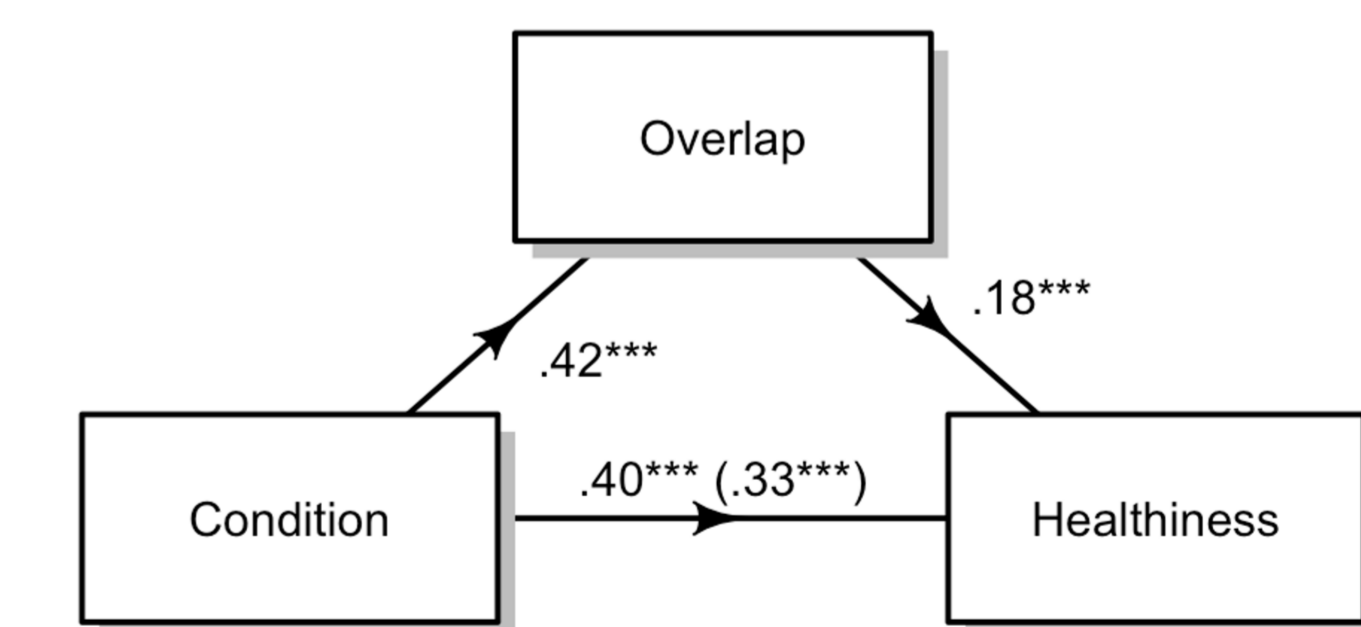 Overlap
.18***
.42***
.40*** (.33***)
Condition
Healthiness